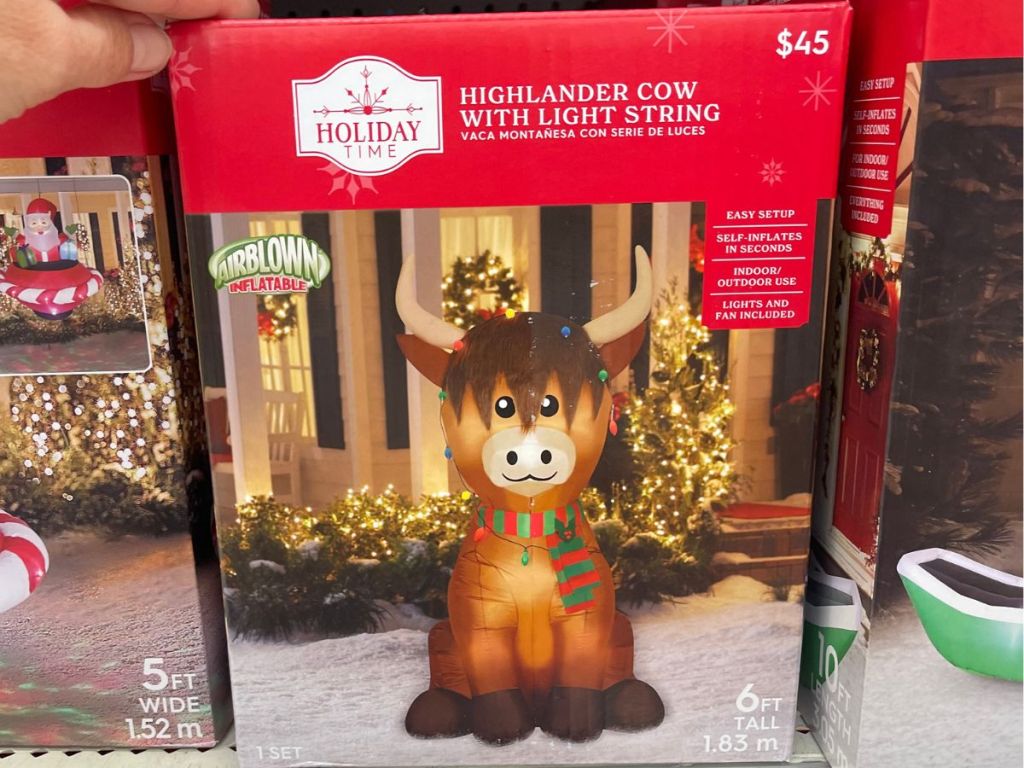 $45
HOLIDAY
TIME
HIGHLANDER COW
WITH LIGHT STRING
VACA MONTAÑESA CON SERIE DE LUCES
AIRBLOWN
INFLATABLE
EASY SETUP
SELF-INFLATES
IN SECONDS
INDOOR/
OUTDOOR USE
LIGHTS AND
FAN INCLUDED
1 SET
6FT
TALL
1.83 m
5FT
WIDE
1.52 m
EASY SETUP
SELF-INFLATES
IN SECONDS
FOR INDOOR/
OUTDOOR USE
EVERYTHING
INCLUDED
10FT
LENGTH